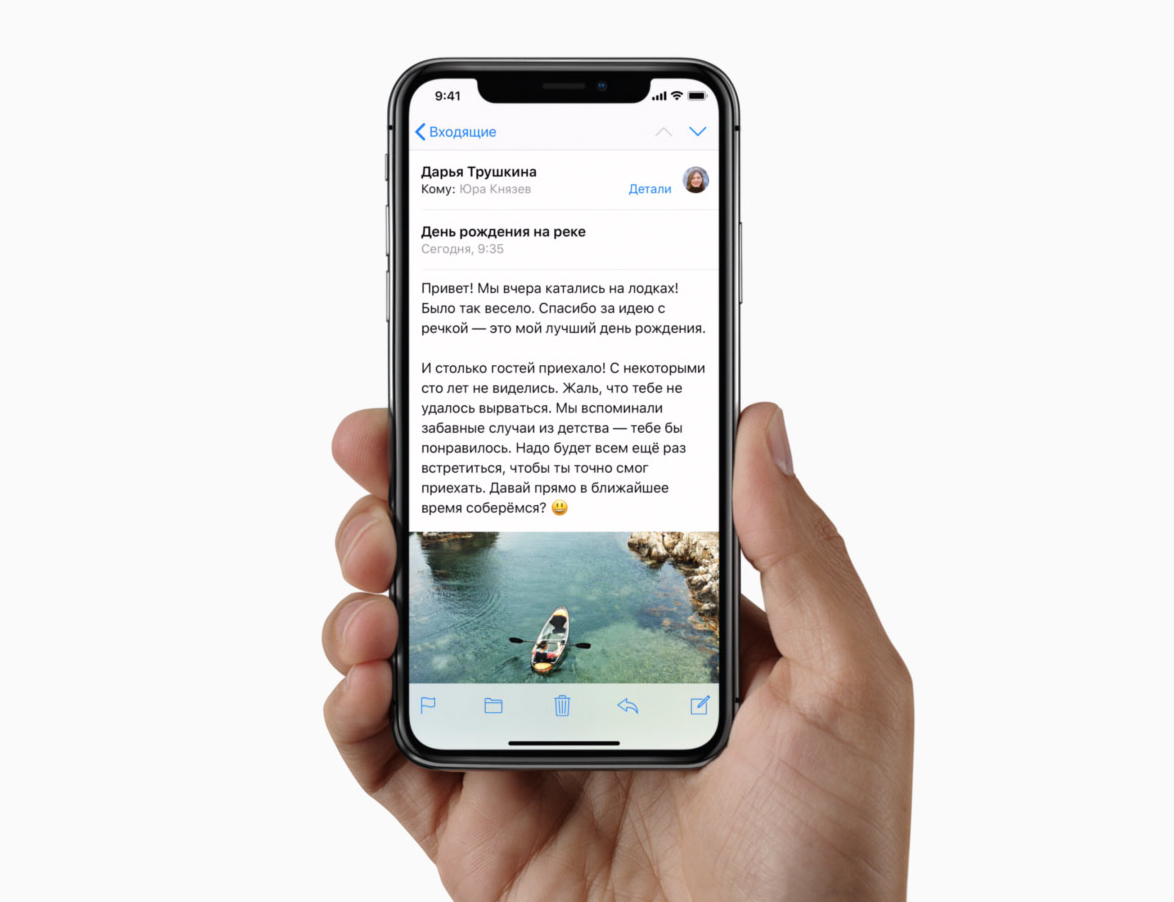 9:41
Входящие
Дарья Трушкина
Кому: Юра Князев
Детали
День рождения на реке
Сегодня, 9:35
Привет! Мы вчера катались на лодках!
Было так весело. Спасибо за идею с
речкой — это мой лучший день рождения.
И столько гостей приехало! С некоторыми
сто лет не виделись. Жаль, что тебе не
удалось вырваться. Мы вспоминали
забавные случаи из детства — тебе бы
понравилось. Надо будет всем ещё раз
встретиться, чтобы ты точно смог
приехать. Давай прямо в ближайшее
время соберёмся? 😃